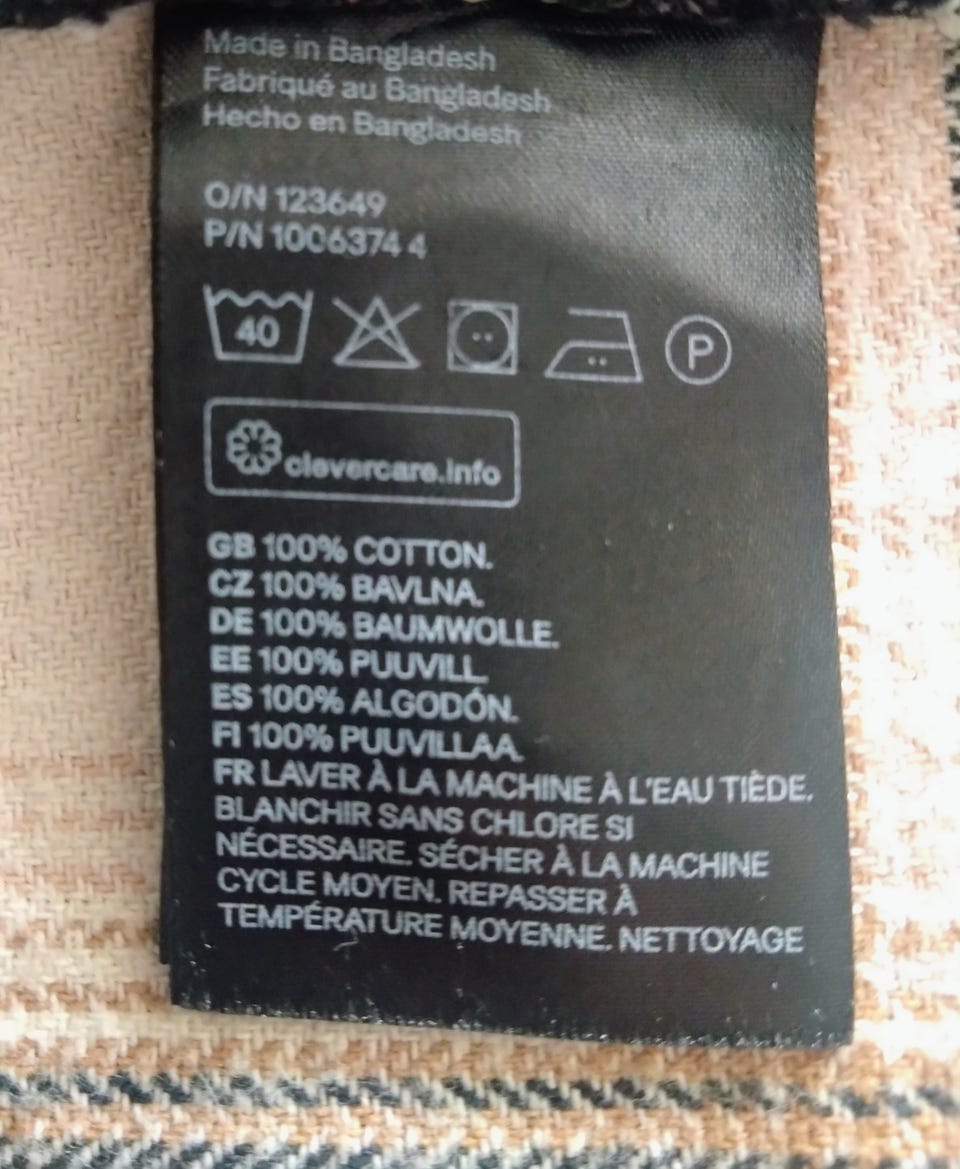 Made in Bangladesh
Fabriqué au Bangladesh
Hecho en Bangladesh
O/N 123649
P/N 1006374 4
40 P
clevercare.info
GB 100% COTTON.
CZ 100% BAVLNA.
DE 100% BAUMWOLLE.
EE 100% PUUVILL.
ES 100% ALGODÓN.
FI 100% PUUVILLAA.
FR LAVER À LA MACHINE À L'EAU TIÈDE.
BLANCHIR SANS CHLORE SI
NÉCESSAIRE. SÉCHER À LA MACHINE
CYCLE MOYEN. REPASSER À
TEMPÉRATURE MOYENNE. NETTOYAGE